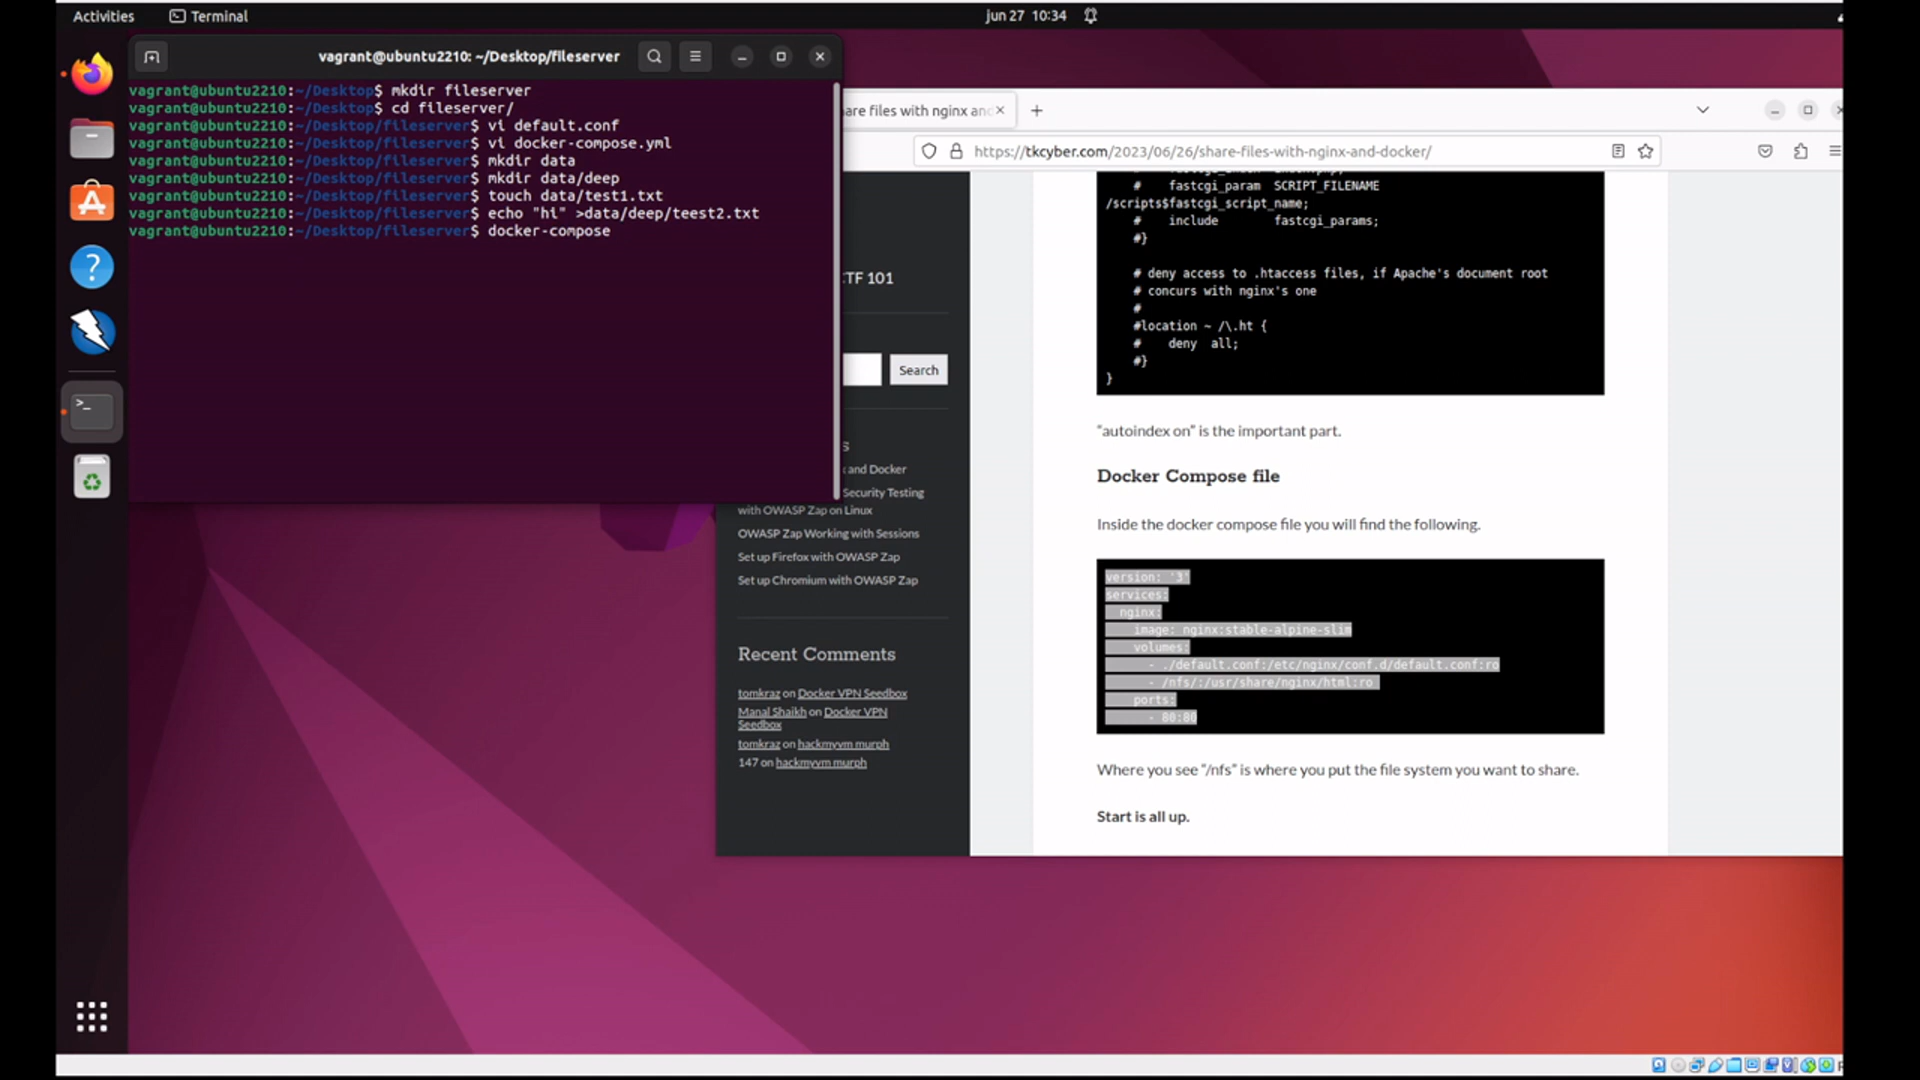 Activities
Terminal
Jun 27 10:34
vagrant@ubuntu2210: ~/Desktop/fileserver
vagrant@ubuntu2210:~/Desktop$ mkdir fileserver
vagrant@ubuntu2210:~/Desktop$ cd fileserver/
vagrant@ubuntu2210:~/Desktop/fileserver$ vi default.conf
vagrant@ubuntu2210:~/Desktop/fileserver$ vi docker-compose.yml
vagrant@ubuntu2210:~/Desktop/fileserver$ mkdir data
vagrant@ubuntu2210:~/Desktop/fileserver$ mkdir data/deep
vagrant@ubuntu2210:~/Desktop/fileserver$ touch data/test1.txt
vagrant@ubuntu2210:~/Desktop/fileserver$ echo "hi" >data/deep/teest2.txt
vagrant@ubuntu2210:~/Desktop/fileserver$ docker-compose
are files with nginx and
https://tkcyber.com/2023/06/26/share-files-with-nginx-and-docker/
TF 101
Search
s
and Docker
Security Testing
with OWASP Zap on Linux
OWASP Zap Working with Sessions
Set up Firefox with OWASP Zap
Set up Chromium with OWASP Zap
Recent Comments
tomkraz on Docker VPN Seedbox
Manal Shaikh on Docker VPN
Seedbox
tomkraz on hackmyvm murph
147 on hackmyvm murph
# fastcgi_param SCRIPT_FILENAME
/scripts$fastcgi_script_name;
# include fastcgi_params;
#}
# deny access to .htaccess files, if Apache's document root
# concurs with nginx's one
#
#location ~ /\.ht {
# deny all;
#}
}
"autoindex on" is the important part.
Docker Compose file
Inside the docker compose file you will find the following.
version: '3'
services:
nginx:
image: nginx:stable-alpine-slim
volumes:
- ./default.conf:/etc/nginx/conf.d/default.conf:ro
- /nfs/:/usr/share/nginx/html:ro
ports:
- 80:80
Where you see "/nfs" is where you put the file system you want to share.
Start is all up.